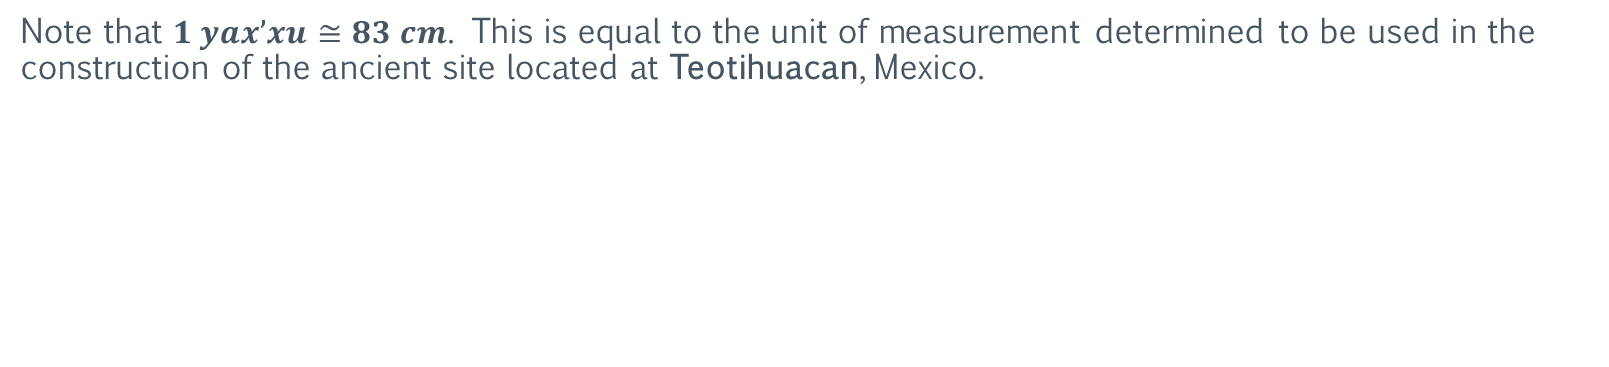 Note that 1 yax'xu ≅ 83 cm. This is equal to the unit of measurement determined to be used in the
construction of the ancient site located at Teotihuacan, Mexico.